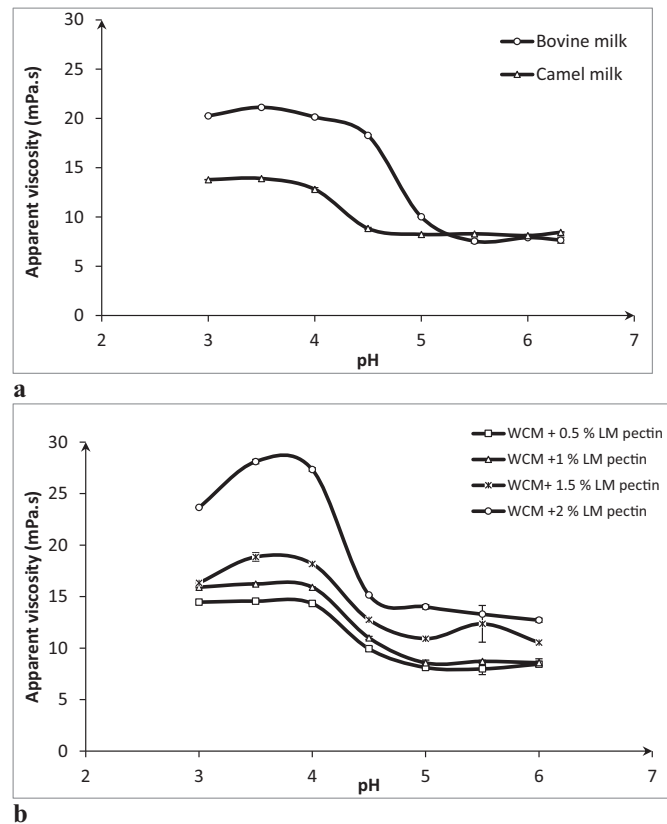 30
25
20
15
10
5
0
Apparent viscosity (mPa.s)
Bovine milk
Camel milk
2 3 4 5 6 7
pH
a
30
25
20
15
10
5
0
Apparent viscosity (mPa.s)
WCM + 0.5 % LM pectin
WCM +1 % LM pectin
WCM+ 1.5 % LM pectin
WCM +2 % LM pectin
2 3 4 5 6 7
pH
b